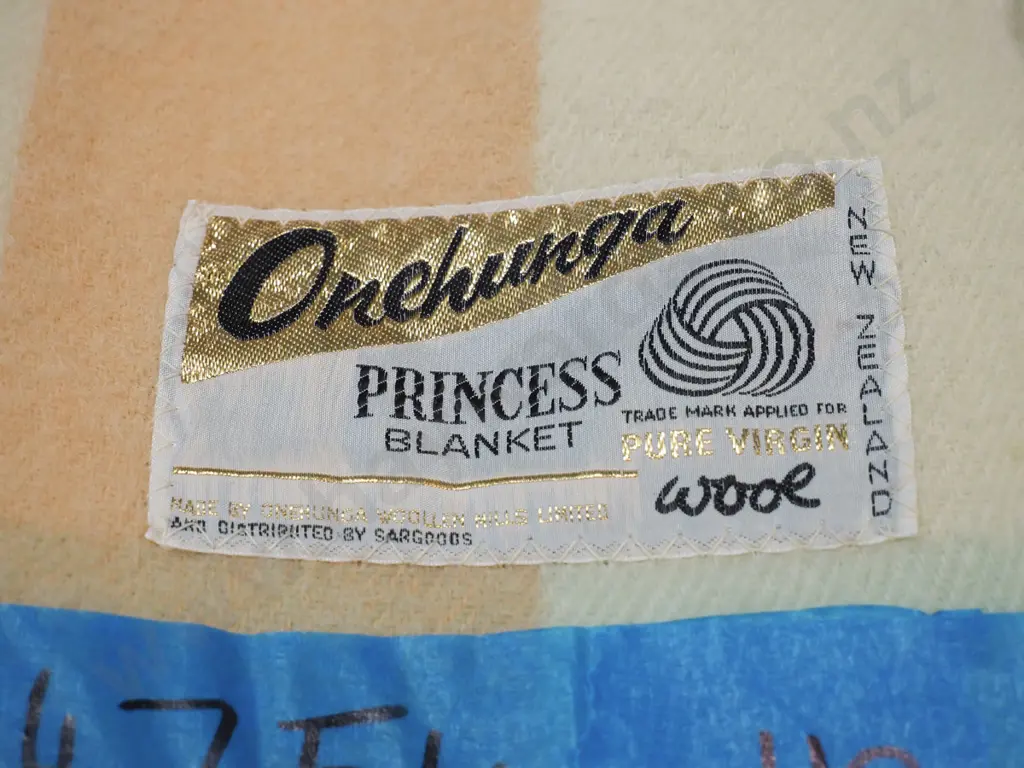 Onehunga
PRINCESS
BLANKET
TRADE MARK APPLIED FOR
PURE VIRGIN
wool
NEW ZEALAND
MADE BY ONEHUNGA WOOLLEN MILLS LIMITED
AND DISTRIBUTED BY SARGOODS